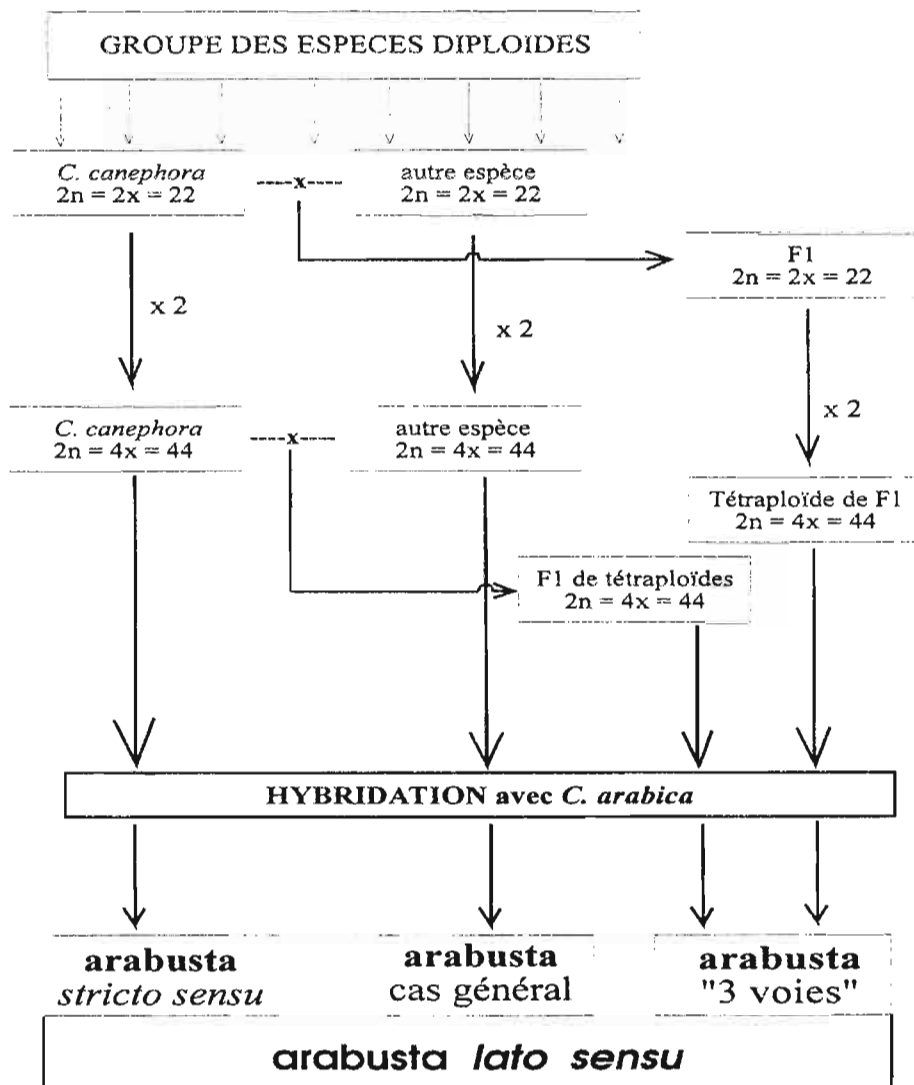 GROUPE DES ESPECES DIPLOIDES
C. canephora
2n = 2x = 22
----x----
autre espèce
2n = 2x = 22
F1
2n = 2x = 22
x 2
x 2
x 2
C. canephora
2n = 4x = 44
----x----
autre espèce
2n = 4x = 44
Tétraploïde de F1
2n = 4x = 44
F1 de tétraploïdes
2n = 4x = 44
HYBRIDATION avec C. arabica
arabusta
stricto sensu
arabusta
cas général
arabusta
"3 voies"
arabusta lato sensu